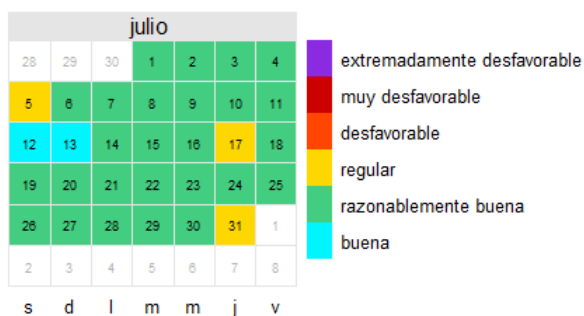 julio
28 29 30 1 2 3 4
5 6 7 8 9 10 11
12 13 14 15 16 17 18
19 20 21 22 23 24 25
26 27 28 29 30 31 1
2 3 4 5 6 7 8
s d l m m j v
extremadamente desfavorable
muy desfavorable
desfavorable
regular
razonablemente buena
buena